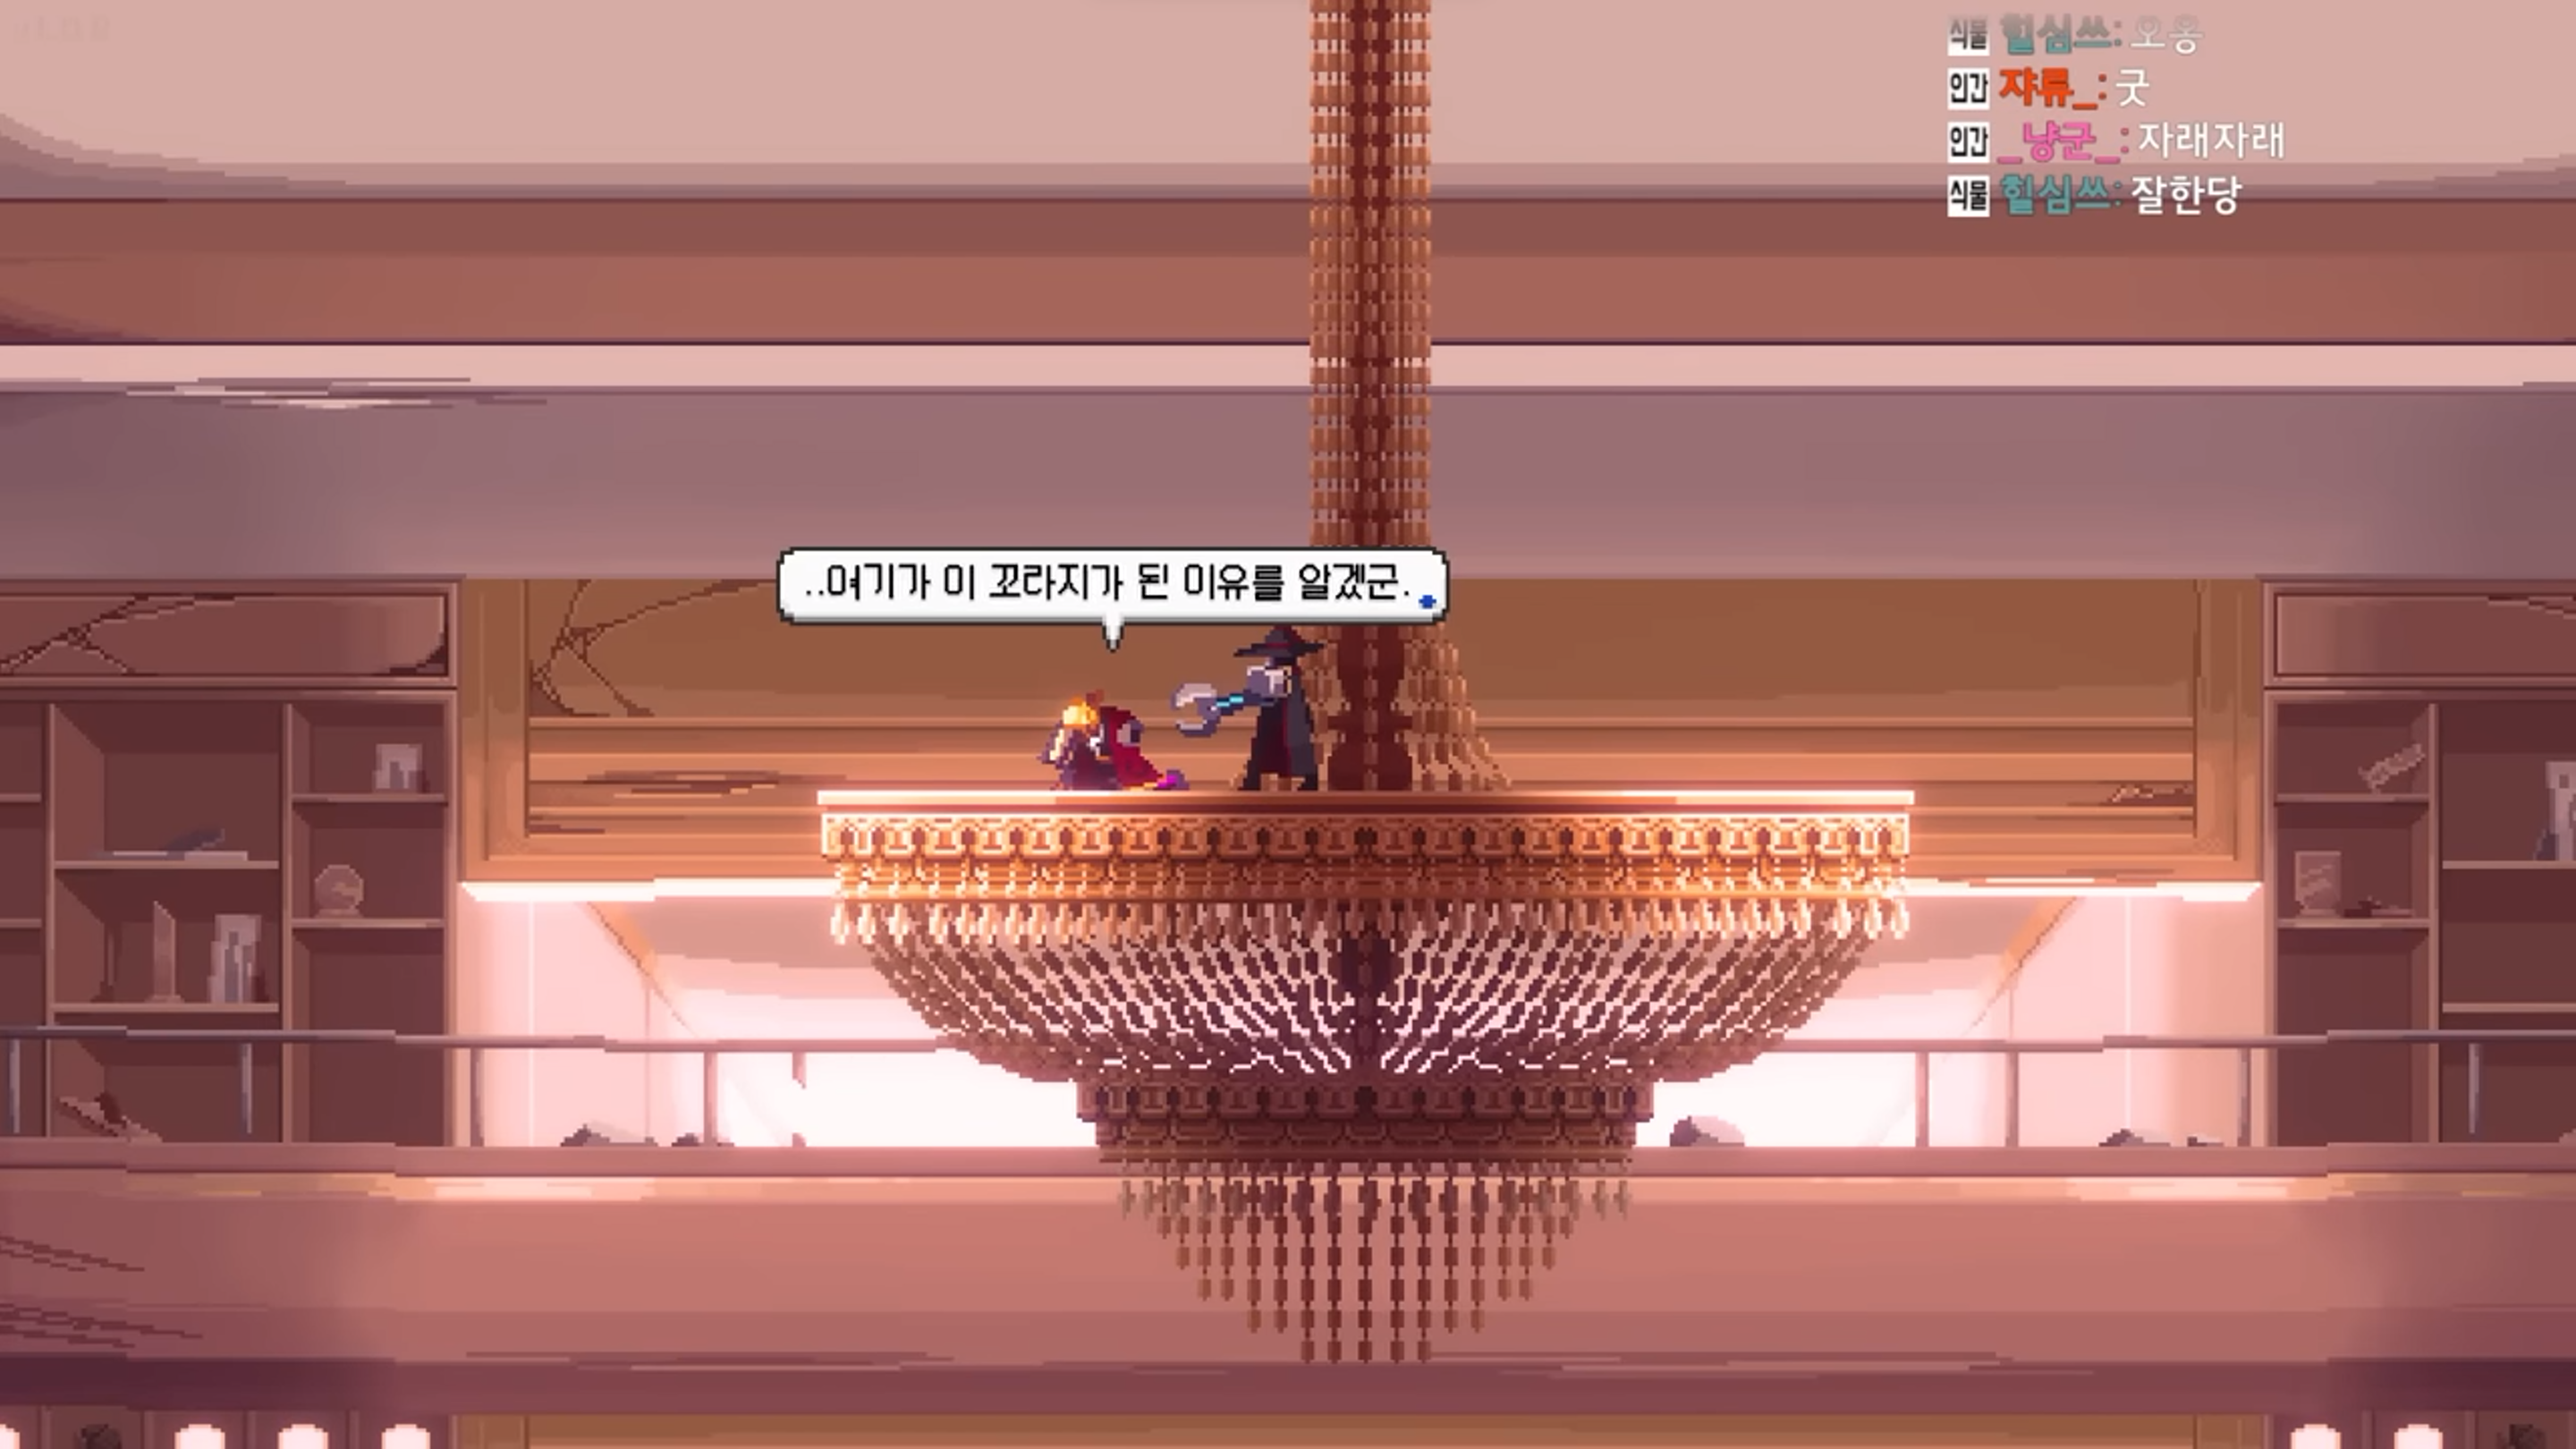 식물 힐심쓰: 오옹
인간 쟈류_: 굿
인간 _냥군_: 자래자래
식물 힐심쓰: 잘한당
..여기가 이 꼬라지가 된 이유를 알겠군.